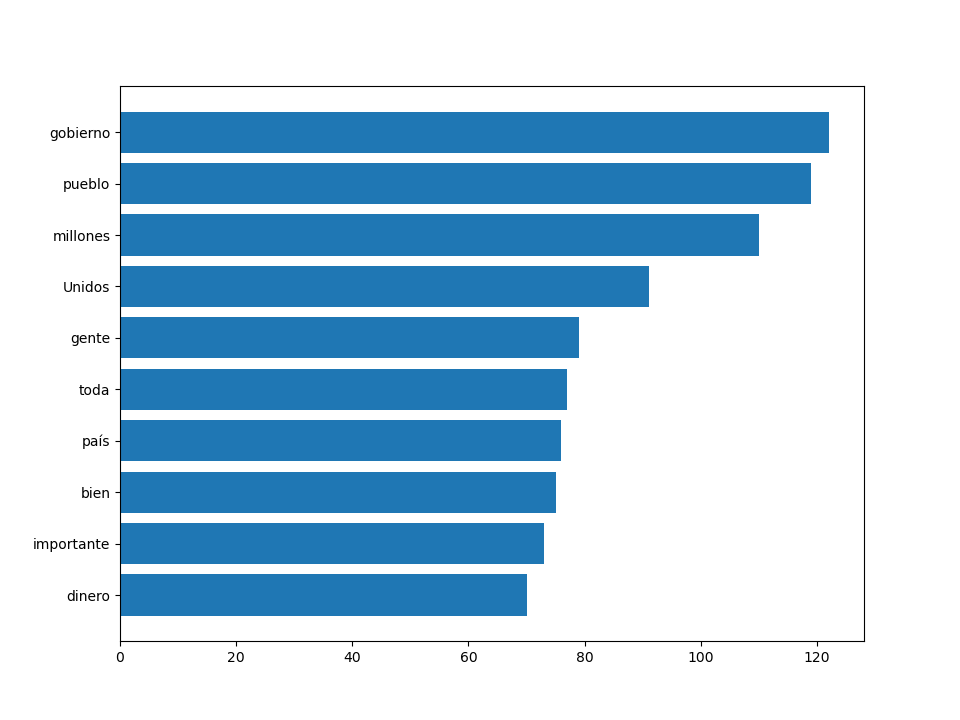 gobierno
pueblo
millones
Unidos
gente
toda
país
bien
importante
dinero
0 20 40 60 80 100 120